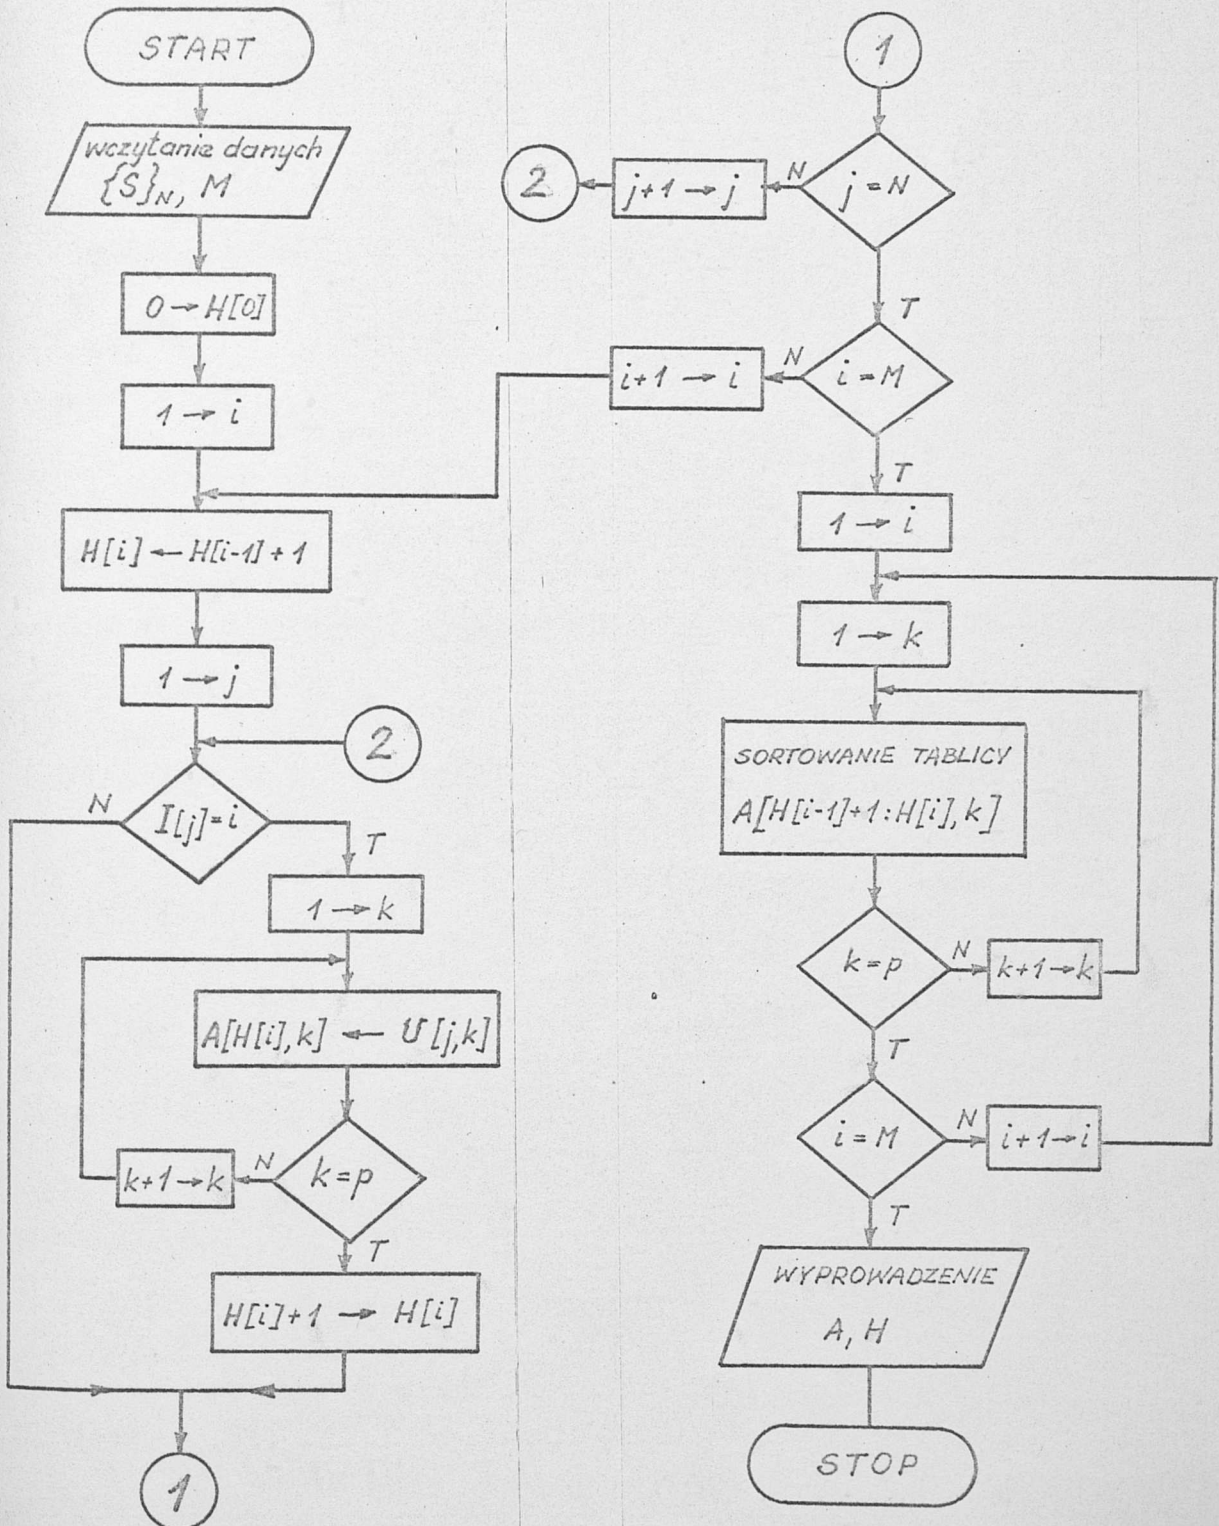 START
wczytanie danych
{S}N, M
0 → H[0]
1 → i
H[i] ← H[i-1] + 1
1 → j
2
N
I[j] = i
T
1 → k
A[H[i], k] ← U[j,k]
k+1 → k
N
k = p
T
H[i]+1 → H[i]
1
1
2
j+1 → j
N
j = N
T
i+1 → i
N
i = M
T
1 → i
1 → k
SORTOWANIE TABLICY
A[H[i-1]+1:H[i], k]
k = p
N
k+1 → k
T
i = M
N
i+1 → i
T
WYPROWADZENIE
A, H
STOP